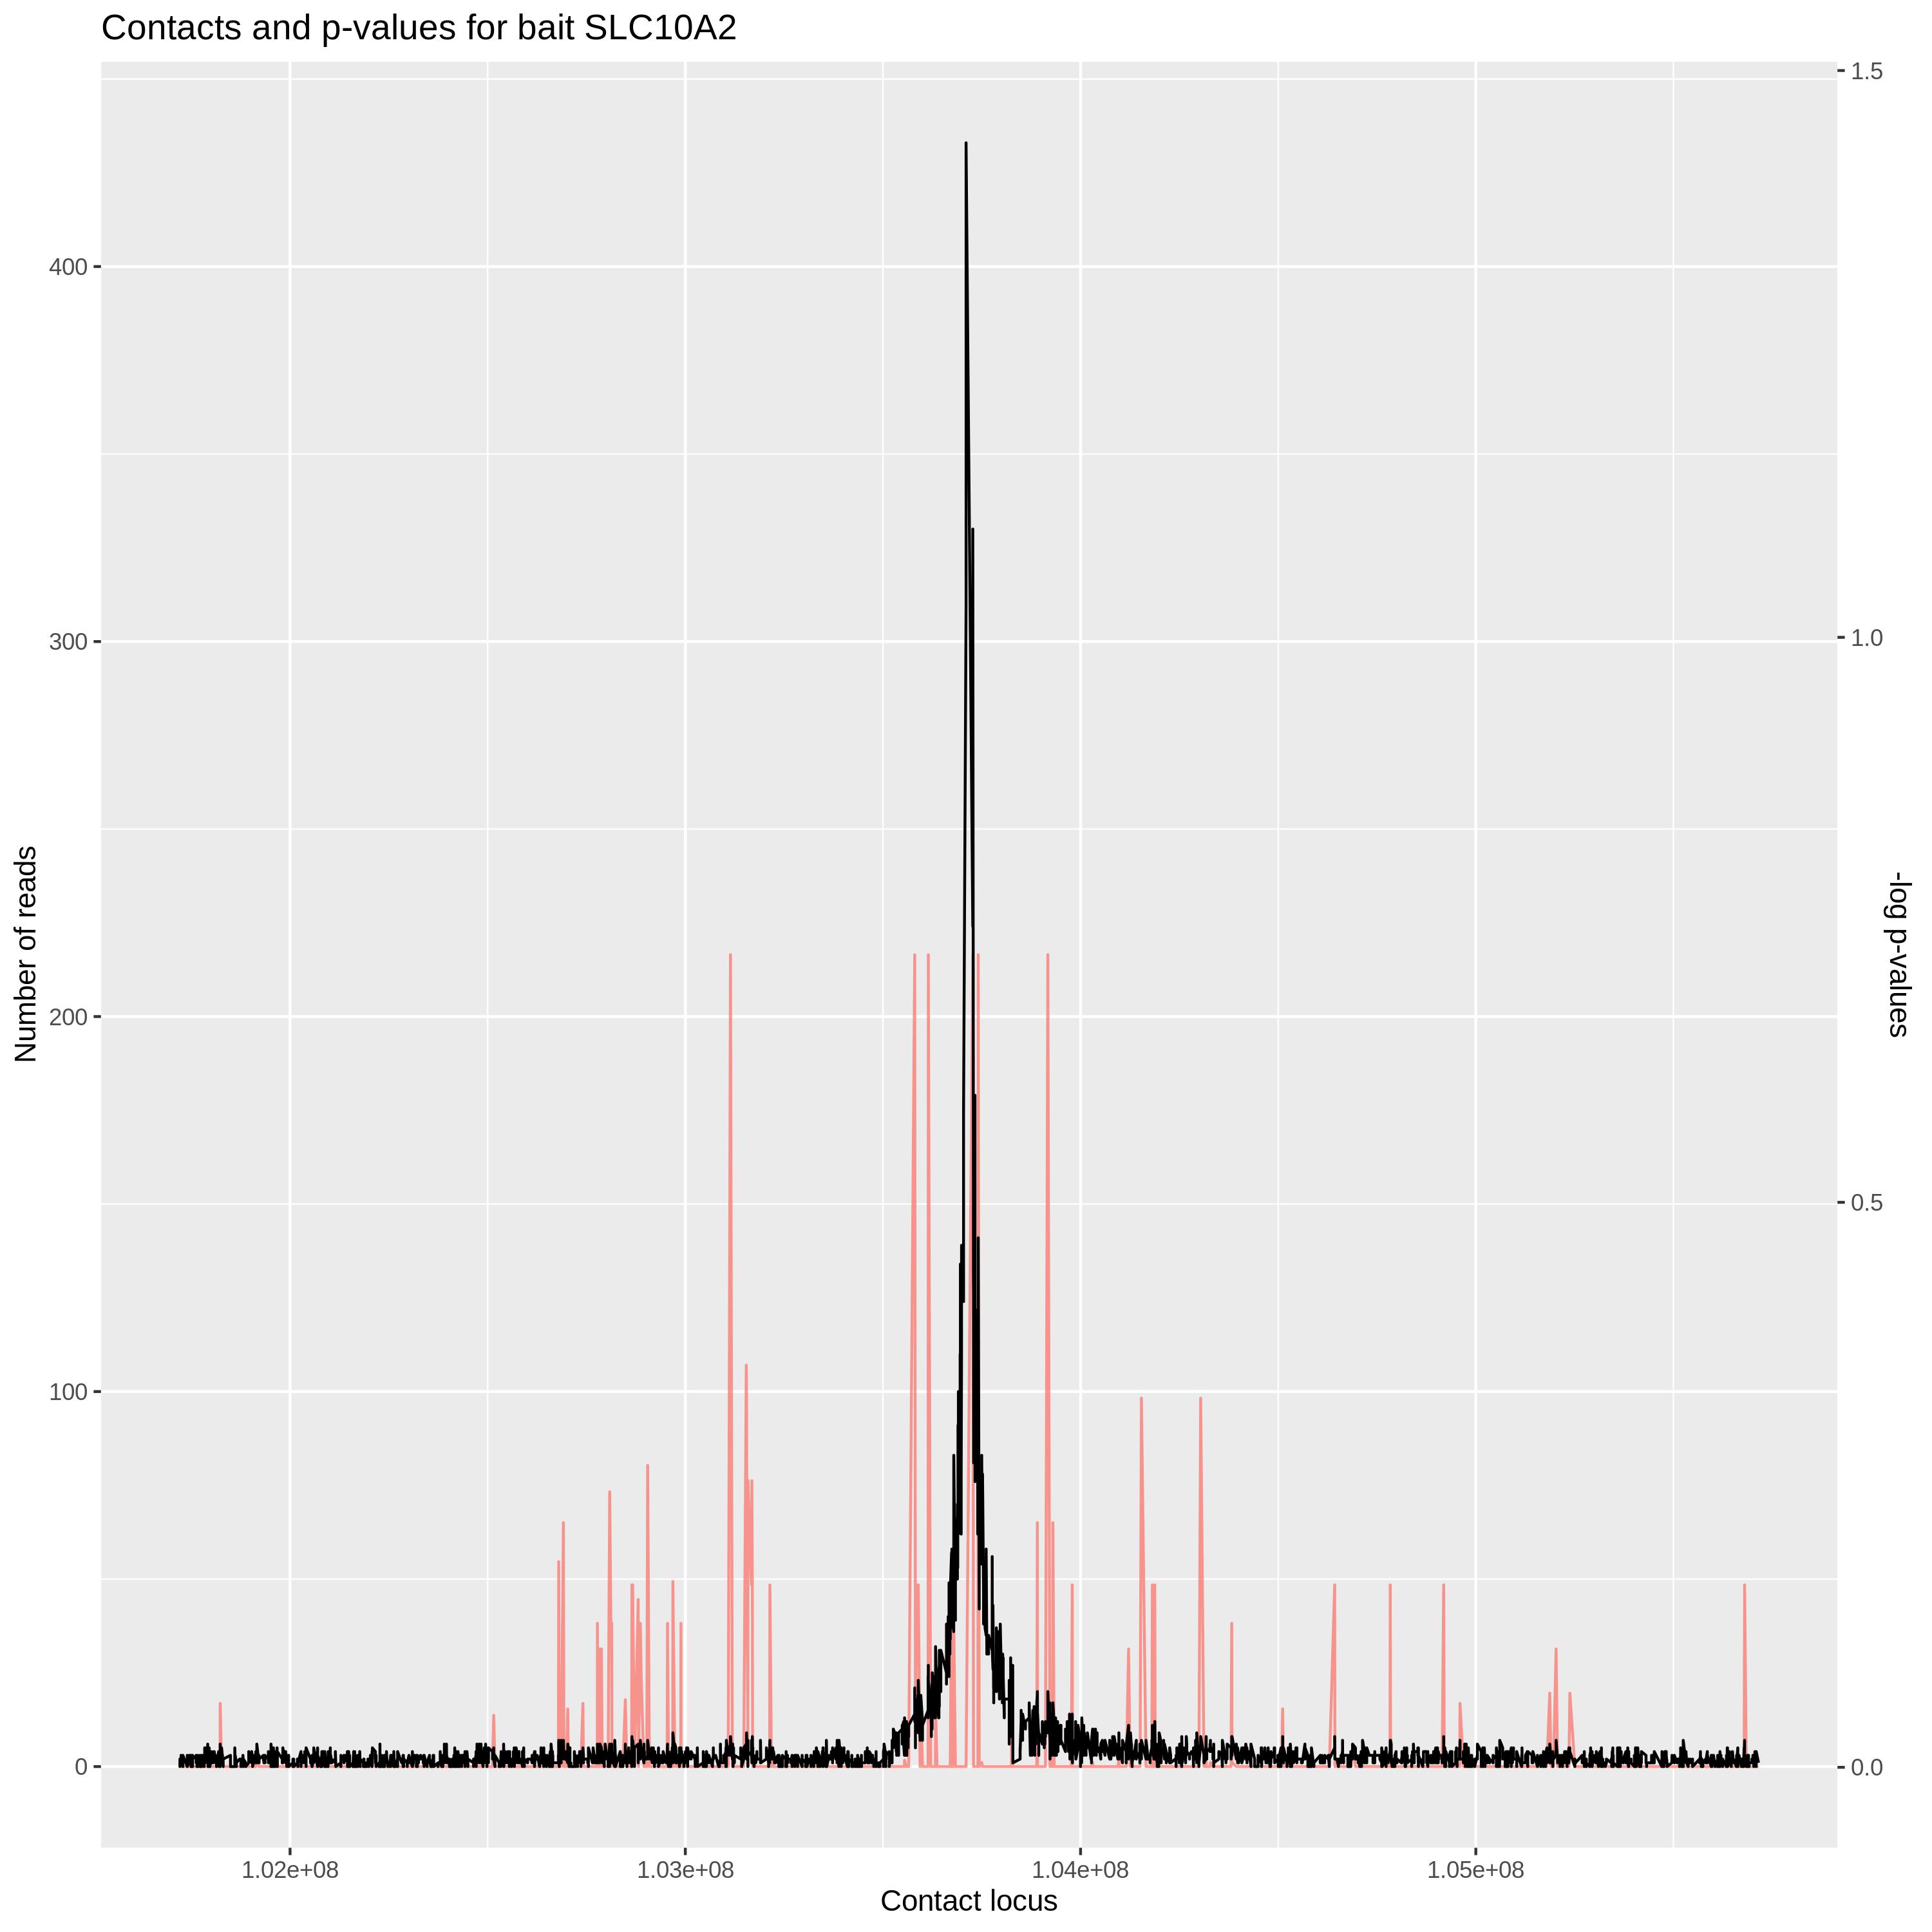 Contacts and p-values for bait SLC10A2
Number of reads
400
300
200
100
0
1.5
1.0
0.5
0.0
-log p-values
1.02e+08
1.03e+08
1.04e+08
1.05e+08
Contact locus